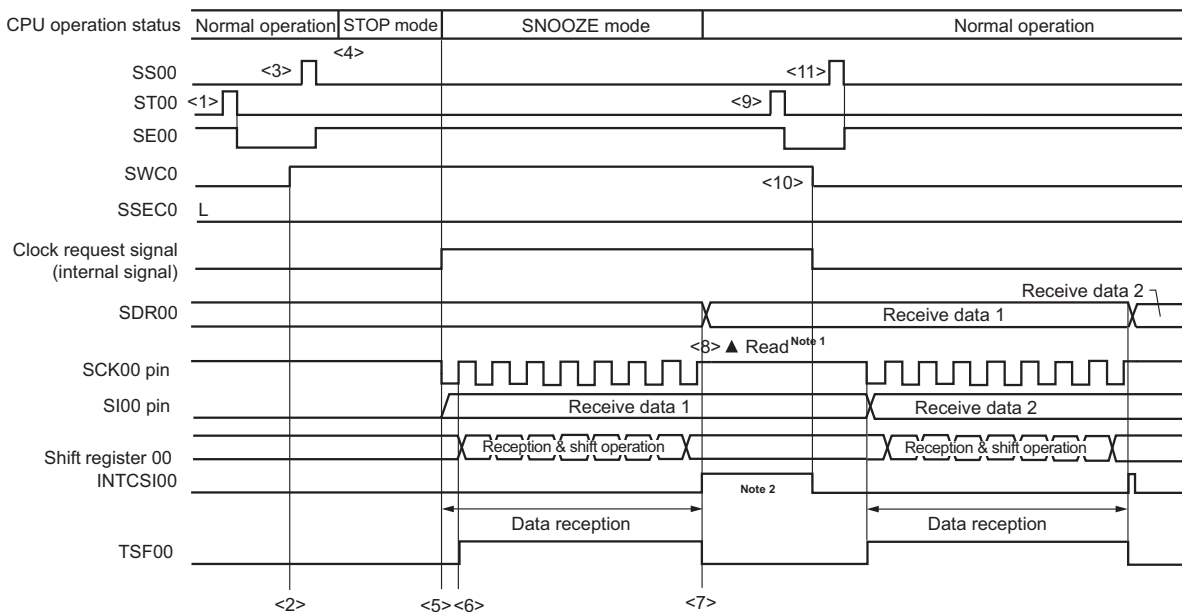 CPU operation status Normal operation STOP mode SNOOZE mode Normal operation
<4>
SS00 <3> <11>
ST00 <1> <9>
SE00
SWC0 <10>
SSEC0 L
Clock request signal
(internal signal)
Receive data 2
SDR00 Receive data 1
<8> ▲ Read Note 1
SCK00 pin
SI00 pin Receive data 1 Receive data 2
Shift register 00 Reception & shift operation Reception & shift operation
INTCSI00 Note 2
Data reception Data reception
TSF00
<2> <5> <6> <7>